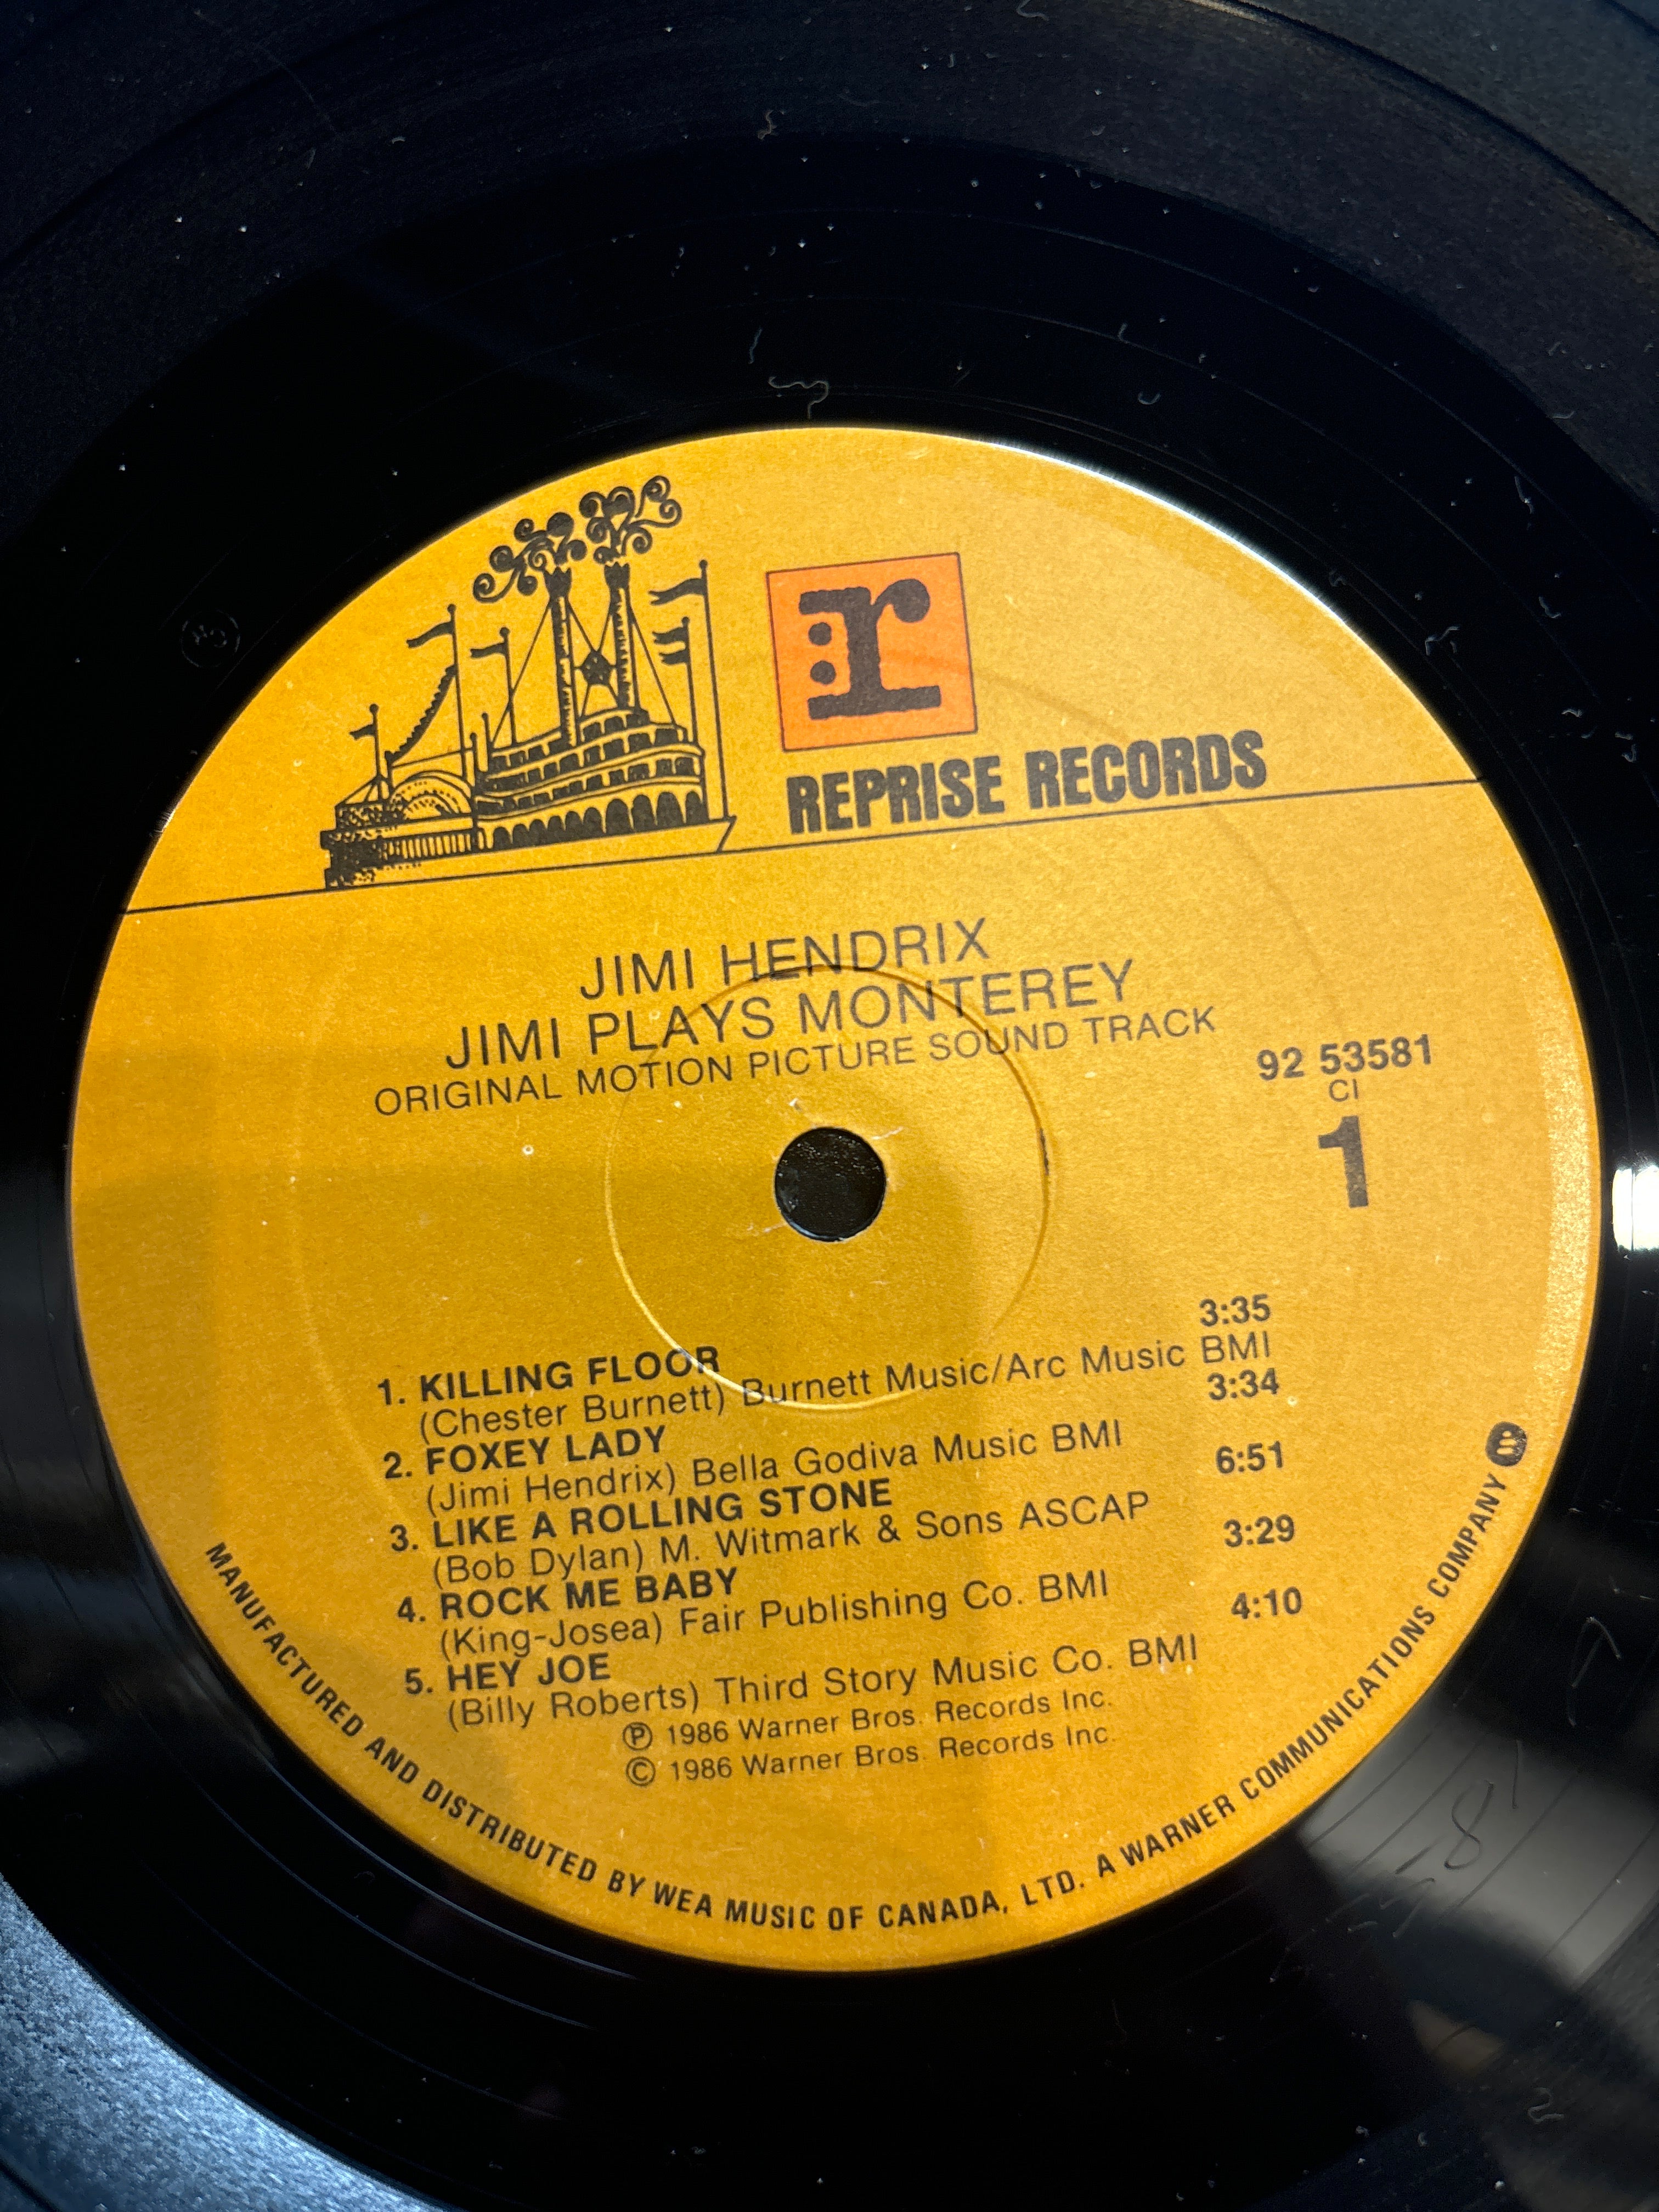 r:
REPRISE RECORDS
JIMI HENDRIX
JIMI PLAYS MONTEREY
ORIGINAL MOTION PICTURE SOUND TRACK
92 53581
CI
1
1. KILLING FLOOR 3:35
(Chester Burnett) Burnett Music/Arc Music BMI
2. FOXEY LADY 3:34
(Jimi Hendrix) Bella Godiva Music BMI
3. LIKE A ROLLING STONE 6:51
(Bob Dylan) M. Witmark & Sons ASCAP
4. ROCK ME BABY 3:29
(King-Josea) Fair Publishing Co. BMI
5. HEY JOE 4:10
(Billy Roberts) Third Story Music Co. BMI
℗ 1986 Warner Bros. Records Inc.
© 1986 Warner Bros. Records Inc.
MANUFACTURED AND DISTRIBUTED BY WEA MUSIC OF CANADA, LTD. A WARNER COMMUNICATIONS COMPANY